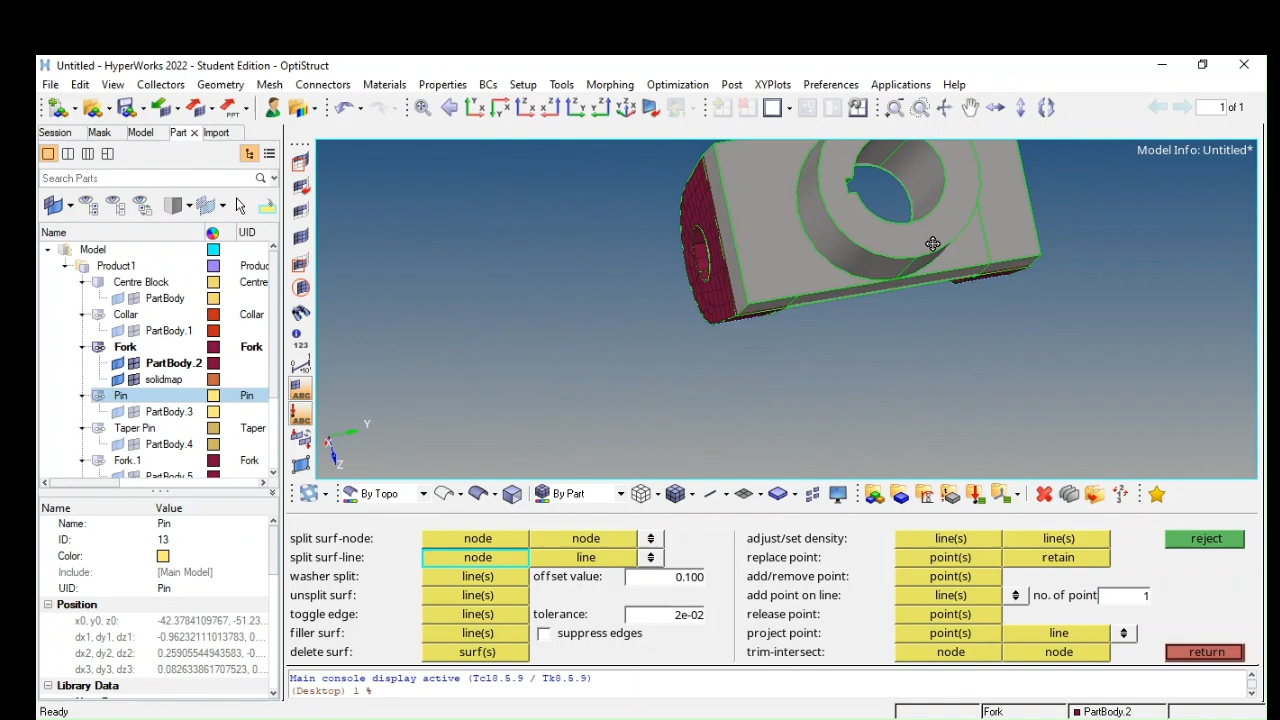 Untitled - HyperWorks 2022 - Student Edition - OptiStruct
File Edit View Collectors Geometry Mesh Connectors Materials Properties BCs Setup Tools Morphing Optimization Post XYPlots Preferences Applications Help
PPT
1 of 1
Session Mask Model Part Import
Model Info: Untitled*
Search Parts
Name UID
Model
Product1 Produc
Centre Block Centre
PartBody
Collar Collar
PartBody.1
Fork Fork
PartBody.2
solidmap
Pin Pin
PartBody.3
Taper Pin Taper
PartBody.4
Fork.1 Fork
PartBody.5
123
ABC
ABC
X Y Z
By Topo By Part
Name Value
Name: Pin
ID: 13
Color:
Include: [Main Model]
UID: Pin
Position
x0, y0, z0: -42.3784109767, -51.23...
dx1, dy1, dz1: -0.96232111013783, 0...
dx2, dy2, dz2: 0.25905544943583, -0...
dx3, dy3, dz3: 0.082633861707523, 0...
Library Data
split surf-node: node node adjust/set density: line(s) line(s) reject
split surf-line: node line replace point: point(s) retain
washer split: line(s) offset value: 0.100 add/remove point: point(s)
unsplit surf: line(s) add point on line: line(s) no. of point 1
toggle edge: line(s) tolerance: 2e-02 release point: point(s)
filler surf: line(s) suppress edges project point: point(s) line
delete surf: surf(s) trim-intersect: node node return
Main console display active (Tcl8.5.9 / Tk8.5.9)
(Desktop) 1 %
Ready Fork PartBody.2